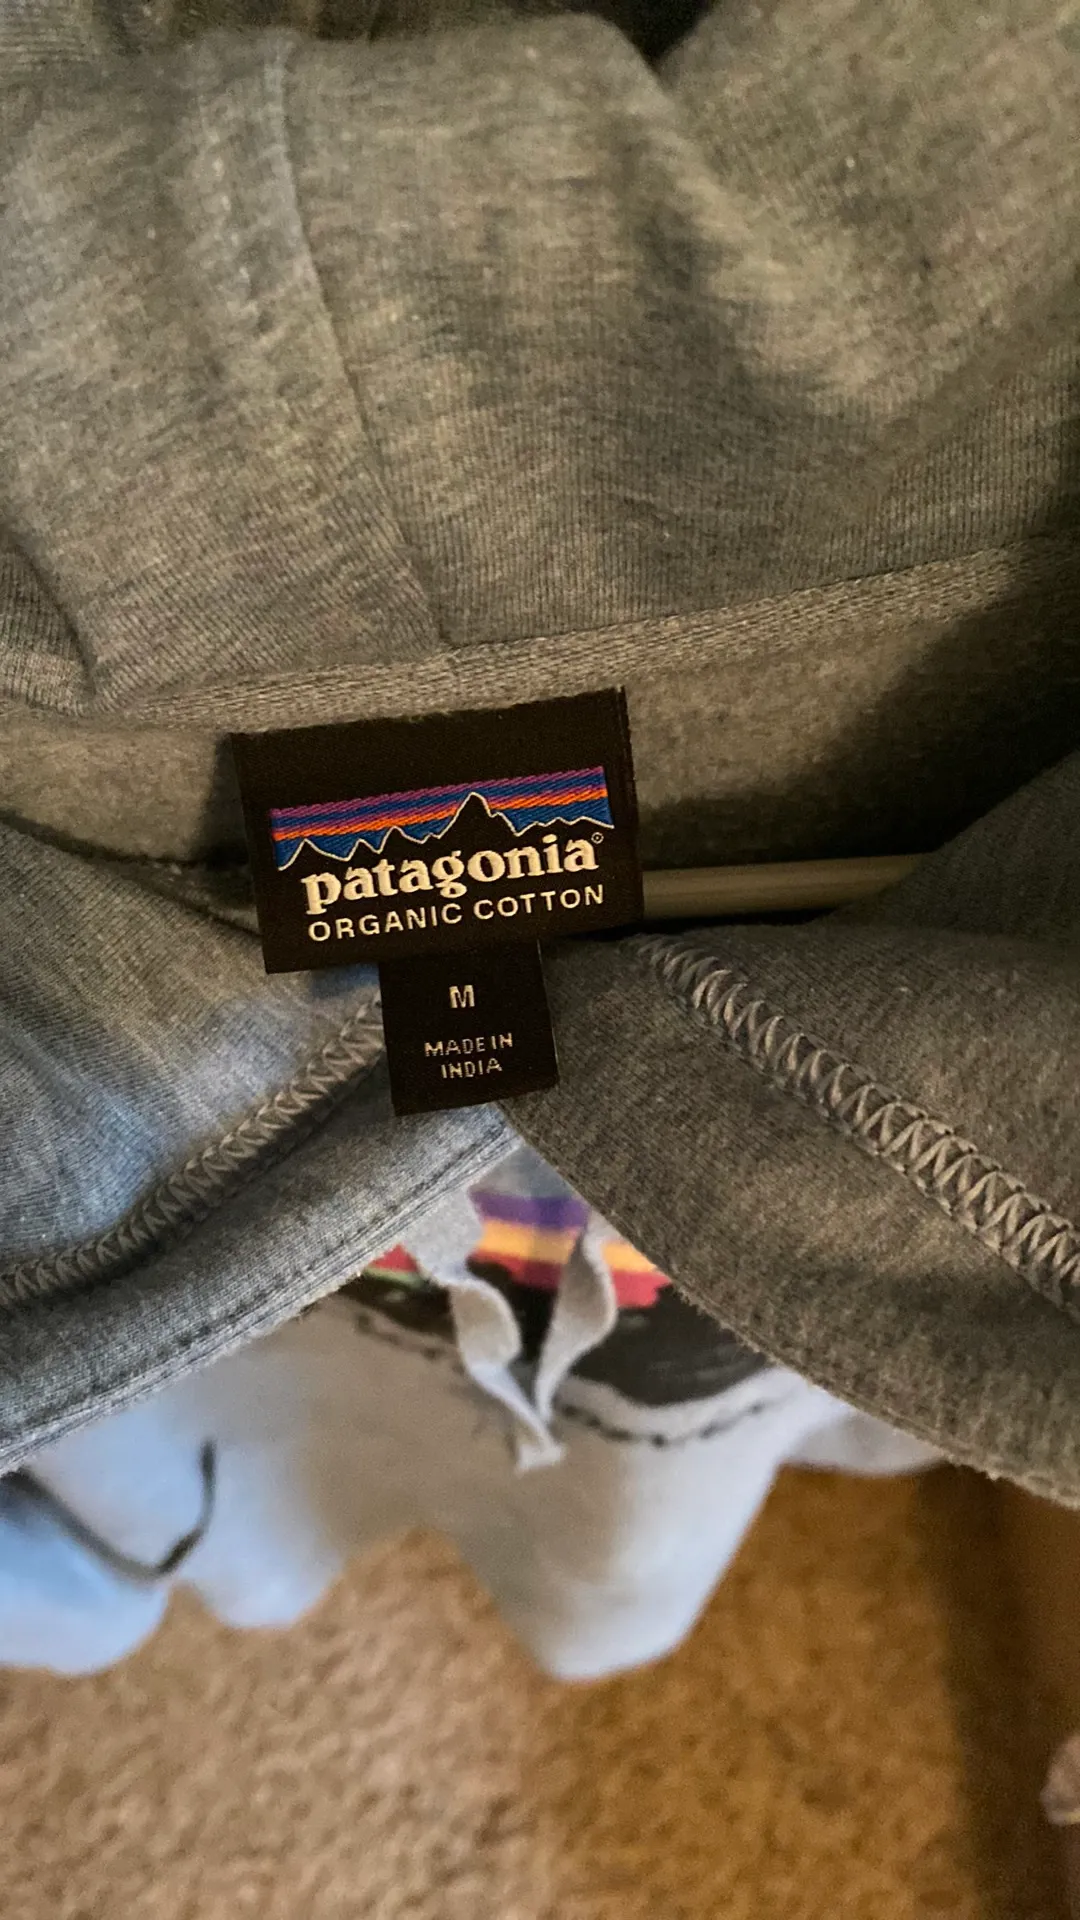 patagonia®
ORGANIC COTTON
M
MADE IN
INDIA